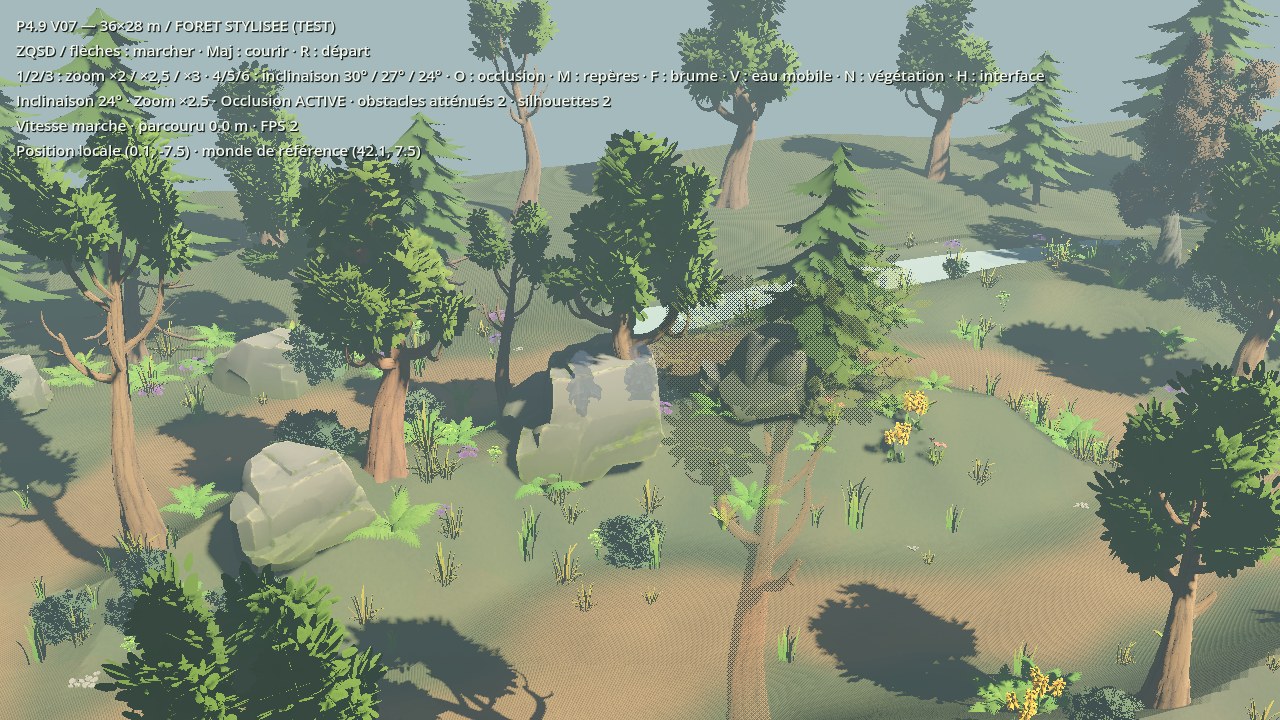 P4.9 V07 — 36×28 m / FORET STYLISEE (TEST)
ZQSD / flèches : marcher · Maj : courir · R : départ
1/2/3 : zoom ×2 / ×2,5 / ×3 · 4/5/6 : inclinaison 30° / 27° / 24° · O : occlusion · M : repères · F : brume · V : eau mobile · N : végétation · H : interface
Inclinaison 24° · Zoom ×2.5 · Occlusion ACTIVE · obstacles atténués 2 · silhouettes 2
Vitesse marche · parcouru 0.0 m · FPS 2
Position locale (0.1, -7.5) · monde de référence (42.1, 7.5)